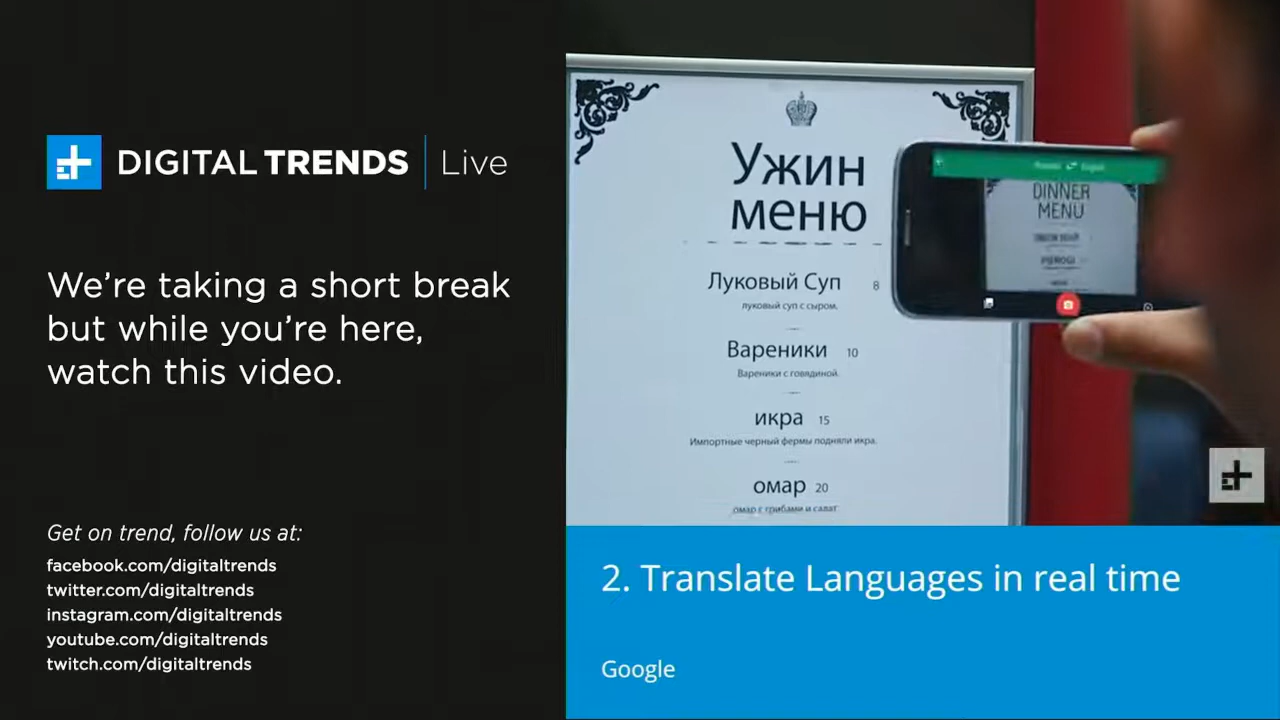 DIGITAL TRENDS | Live
We're taking a short break
but while you're here,
watch this video.
Get on trend, follow us at:
facebook.com/digitaltrends
twitter.com/digitaltrends
instagram.com/digitaltrends
youtube.com/digitaltrends
twitch.com/digitaltrends
Ужин
меню
Луковый Суп 8
луковый суп с сыром.
Вареники 10
Вареники с говядиной.
икра 15
Импортные черный фермы подняли икра.
омар 20
омар с грибами и салат
English
DINNER
MENU
PIEROGI
2. Translate Languages in real time
Google